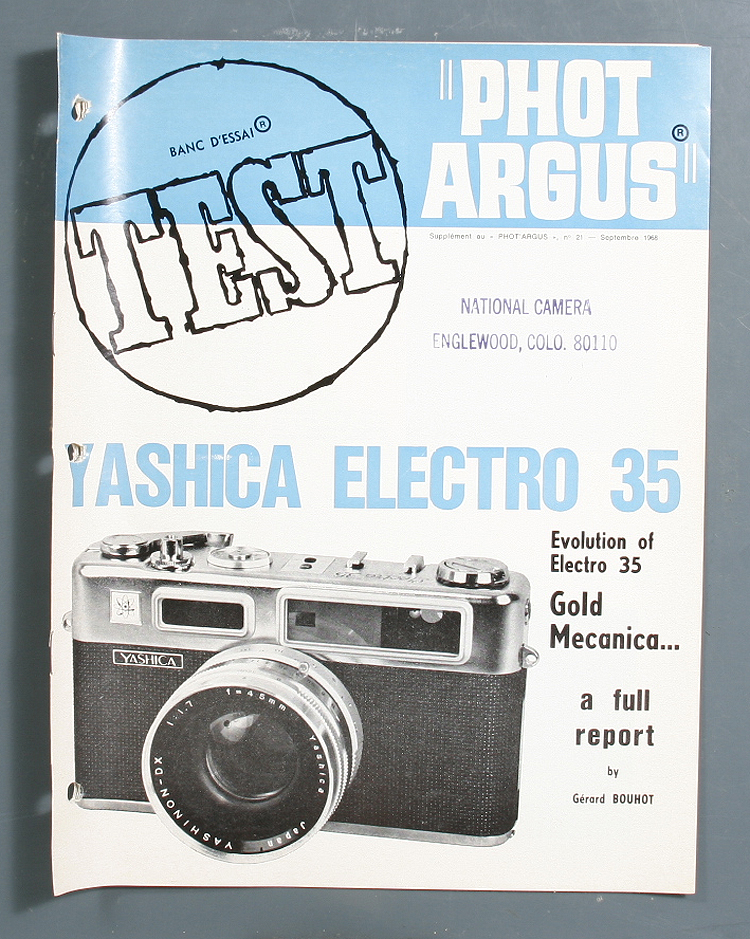 BANC D'ESSAI ®
TEST
"PHOT
ARGUS" ®
Supplément au « PHOT'ARGUS », n° 21 — Septembre 1968
NATIONAL CAMERA
ENGLEWOOD, COLO. 80110
YASHICA ELECTRO 35
Evolution of
Electro 35
Gold
Mecanica...
a full
report
by
Gérard BOUHOT
YASHICA
1:1.7 f=45mm Yashica Japan YASHINON-DX